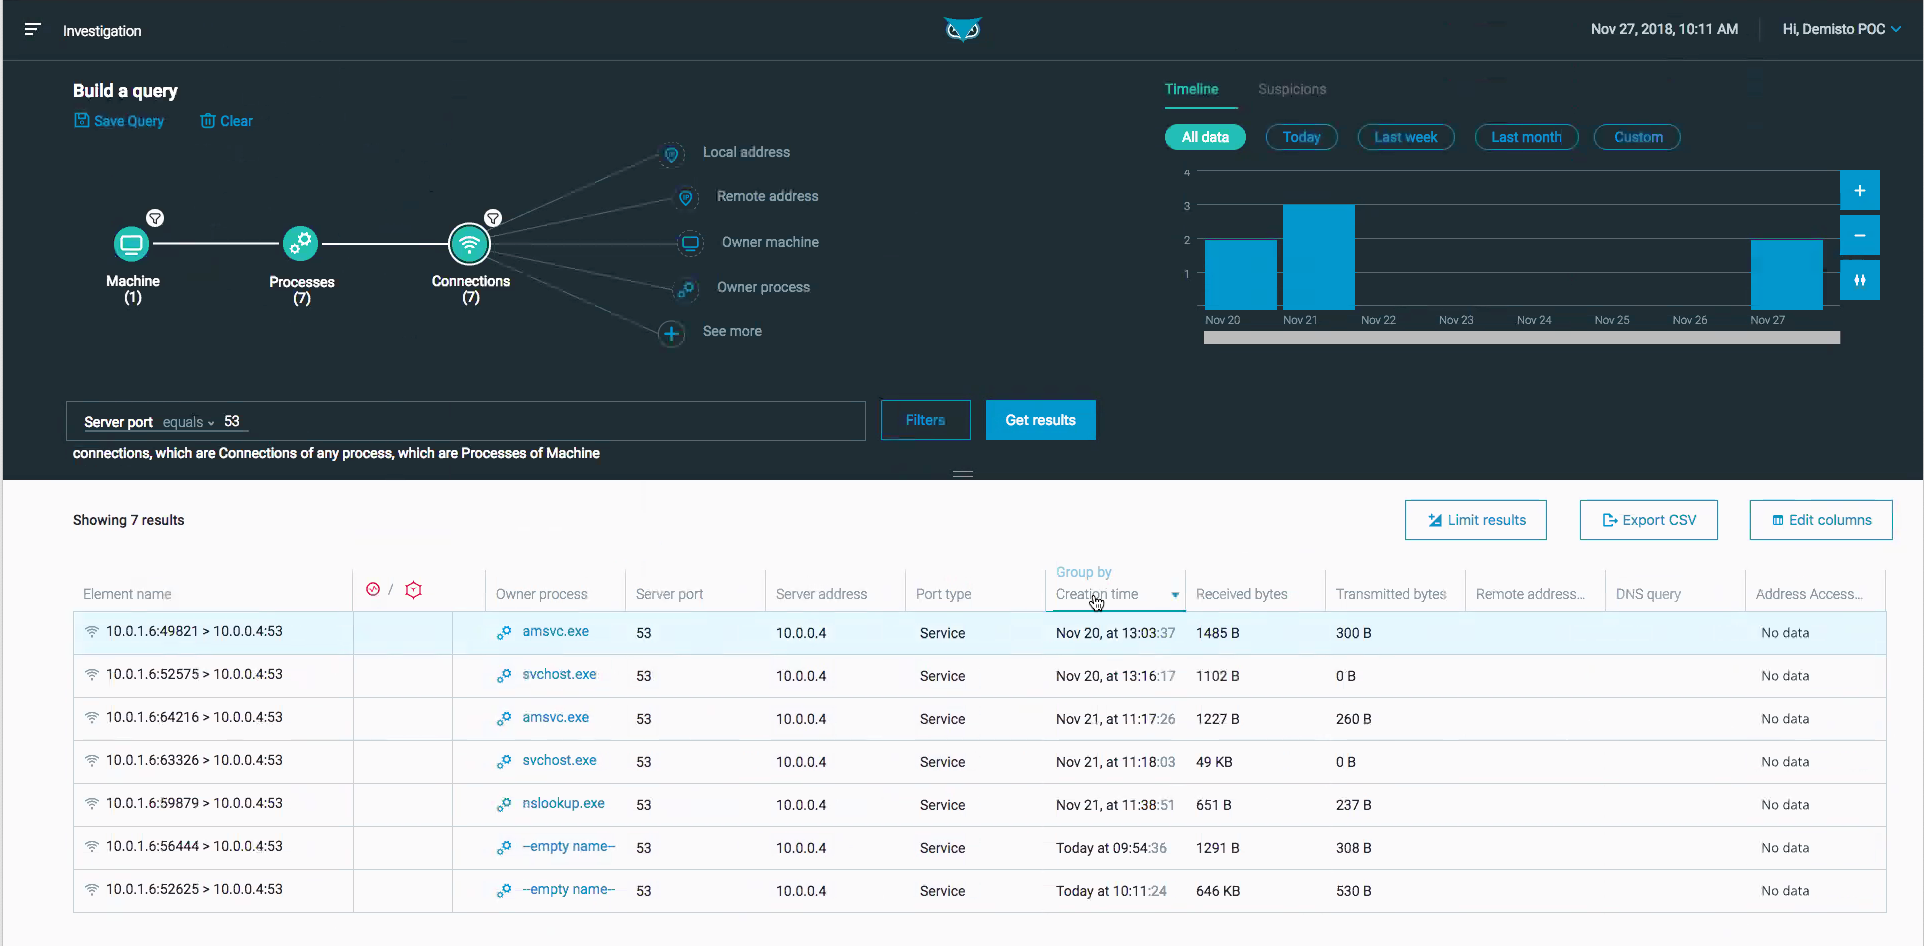 Investigation
Nov 27, 2018, 10:11 AM
Hi, Demisto POC
Build a query
Save Query
Clear
Machine
(1)
Processes
(7)
Connections
(7)
Local address
Remote address
Owner machine
Owner process
See more
Timeline
Suspicions
All data
Today
Last week
Last month
Custom
4
3
2
1
Nov 20
Nov 21
Nov 22
Nov 23
Nov 24
Nov 25
Nov 26
Nov 27
Server port equals 53
Filters
Get results
connections, which are Connections of any process, which are Processes of Machine
Showing 7 results
Limit results
Export CSV
Edit columns
Group by
Element name / Owner process Server port Server address Port type Creation time Received bytes Transmitted bytes Remote address... DNS query Address Access...
10.0.1.6:49821 > 10.0.0.4:53 amsvc.exe 53 10.0.0.4 Service Nov 20, at 13:03:37 1485 B 300 B No data
10.0.1.6:52575 > 10.0.0.4:53 svchost.exe 53 10.0.0.4 Service Nov 20, at 13:16:17 1102 B 0 B No data
10.0.1.6:64216 > 10.0.0.4:53 amsvc.exe 53 10.0.0.4 Service Nov 21, at 11:17:26 1227 B 260 B No data
10.0.1.6:63326 > 10.0.0.4:53 svchost.exe 53 10.0.0.4 Service Nov 21, at 11:18:03 49 KB 0 B No data
10.0.1.6:59879 > 10.0.0.4:53 nslookup.exe 53 10.0.0.4 Service Nov 21, at 11:38:51 651 B 237 B No data
10.0.1.6:56444 > 10.0.0.4:53 --empty name-- 53 10.0.0.4 Service Today at 09:54:36 1291 B 308 B No data
10.0.1.6:52625 > 10.0.0.4:53 --empty name-- 53 10.0.0.4 Service Today at 10:11:24 646 KB 530 B No data